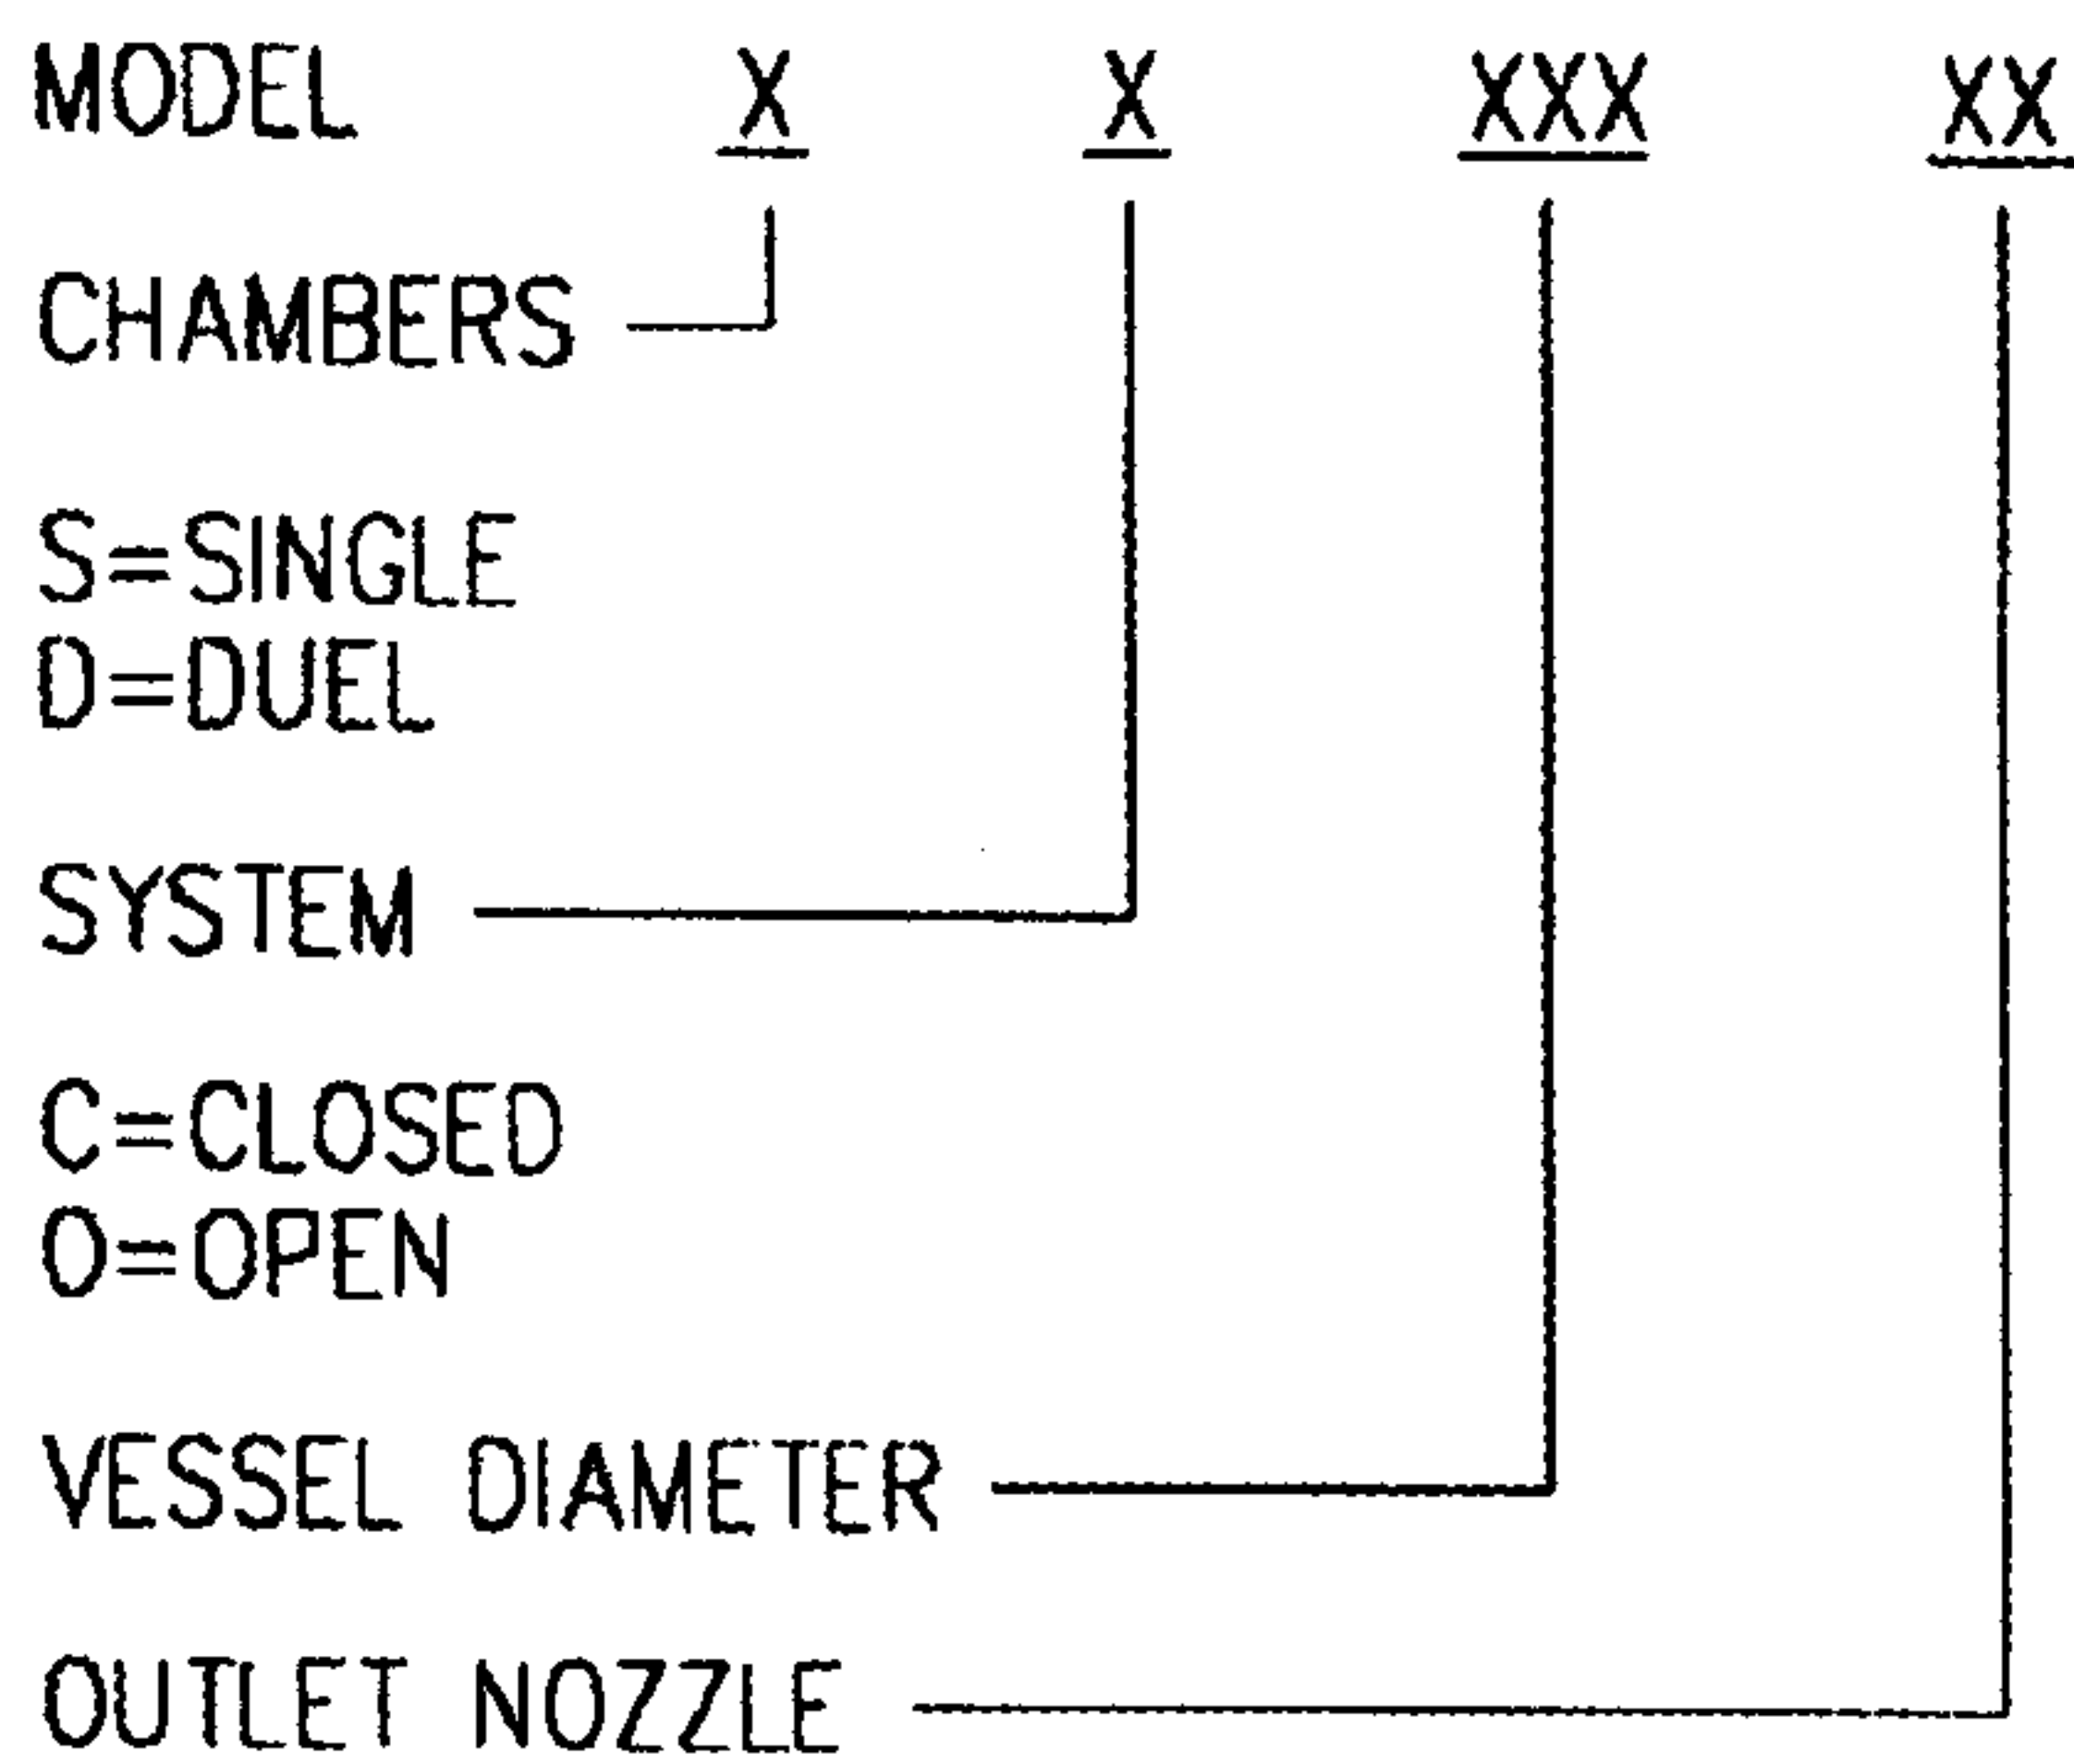 MODEL X X XXX XX
CHAMBERS
S=SINGLE
D=DUEL
SYSTEM
C=CLOSED
O=OPEN
VESSEL DIAMETER
OUTLET NOZZLE